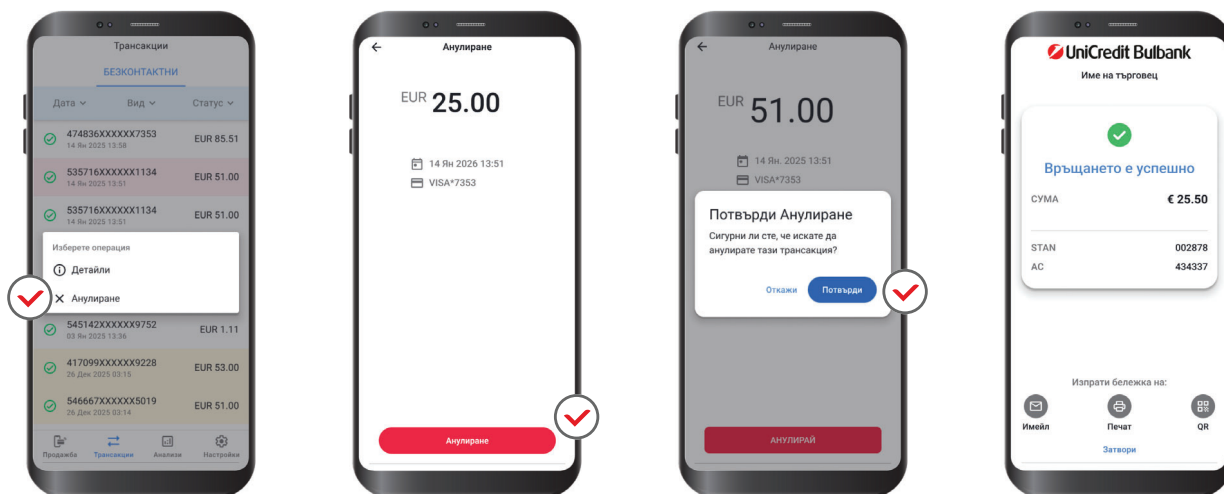 Трансакции
БЕЗКОНТАКТНИ
Дата Вид Статус
474836XXXXXX7353 EUR 85.51
14 Ян 2025 13:58
535716XXXXXX1134 EUR 51.00
14 Ян 2025 13:51
535716XXXXXX1134 EUR 51.00
14 Ян 2025 13:51
Изберете операция
Детайли
Анулиране
545142XXXXXX9752 EUR 1.11
03 Ян 2025 13:36
417099XXXXXX9228 EUR 53.00
26 Дек 2025 03:15
546667XXXXXX5019 EUR 51.00
26 Дек 2025 03:14
Продажба Трансакции Анализи Настройки
Анулиране
EUR 25.00
14 Ян 2026 13:51
VISA*7353
Анулиране
Анулиране
EUR 51.00
14 Ян. 2025 13:51
VISA*7353
Потвърди Анулиране
Сигурни ли сте, че искате да
анулирате тази трансакция?
Откажи Потвърди
АНУЛИРАЙ
UniCredit Bulbank
Име на търговец
Връщането е успешно
СУМА € 25.50
STAN 002878
AC 434337
Изпрати бележка на:
Имейл Печат QR
Затвори